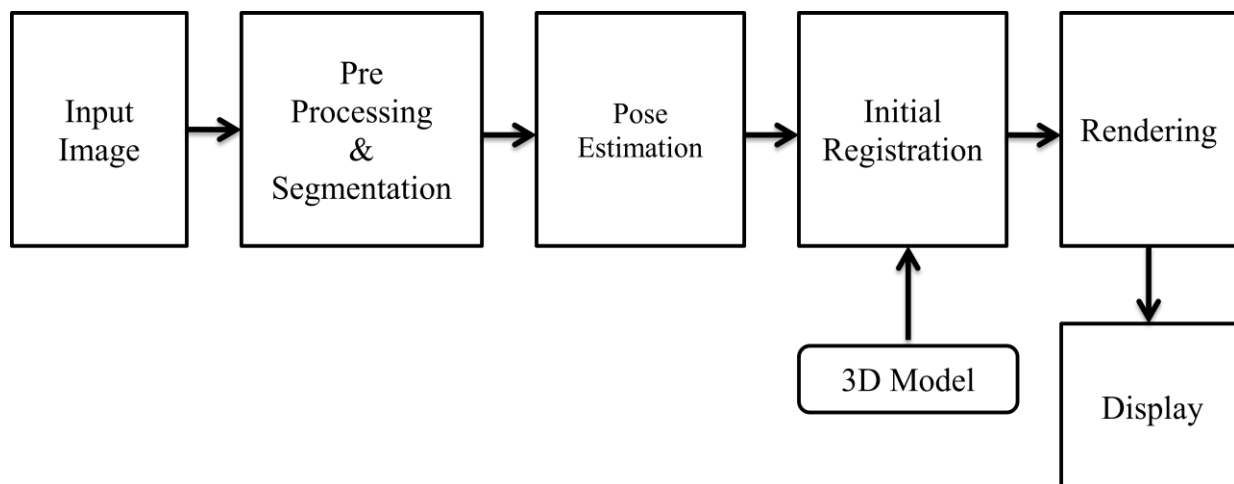 Input
Image
Pre
Processing
&
Segmentation
Pose
Estimation
Initial
Registration
Rendering
3D Model
Display